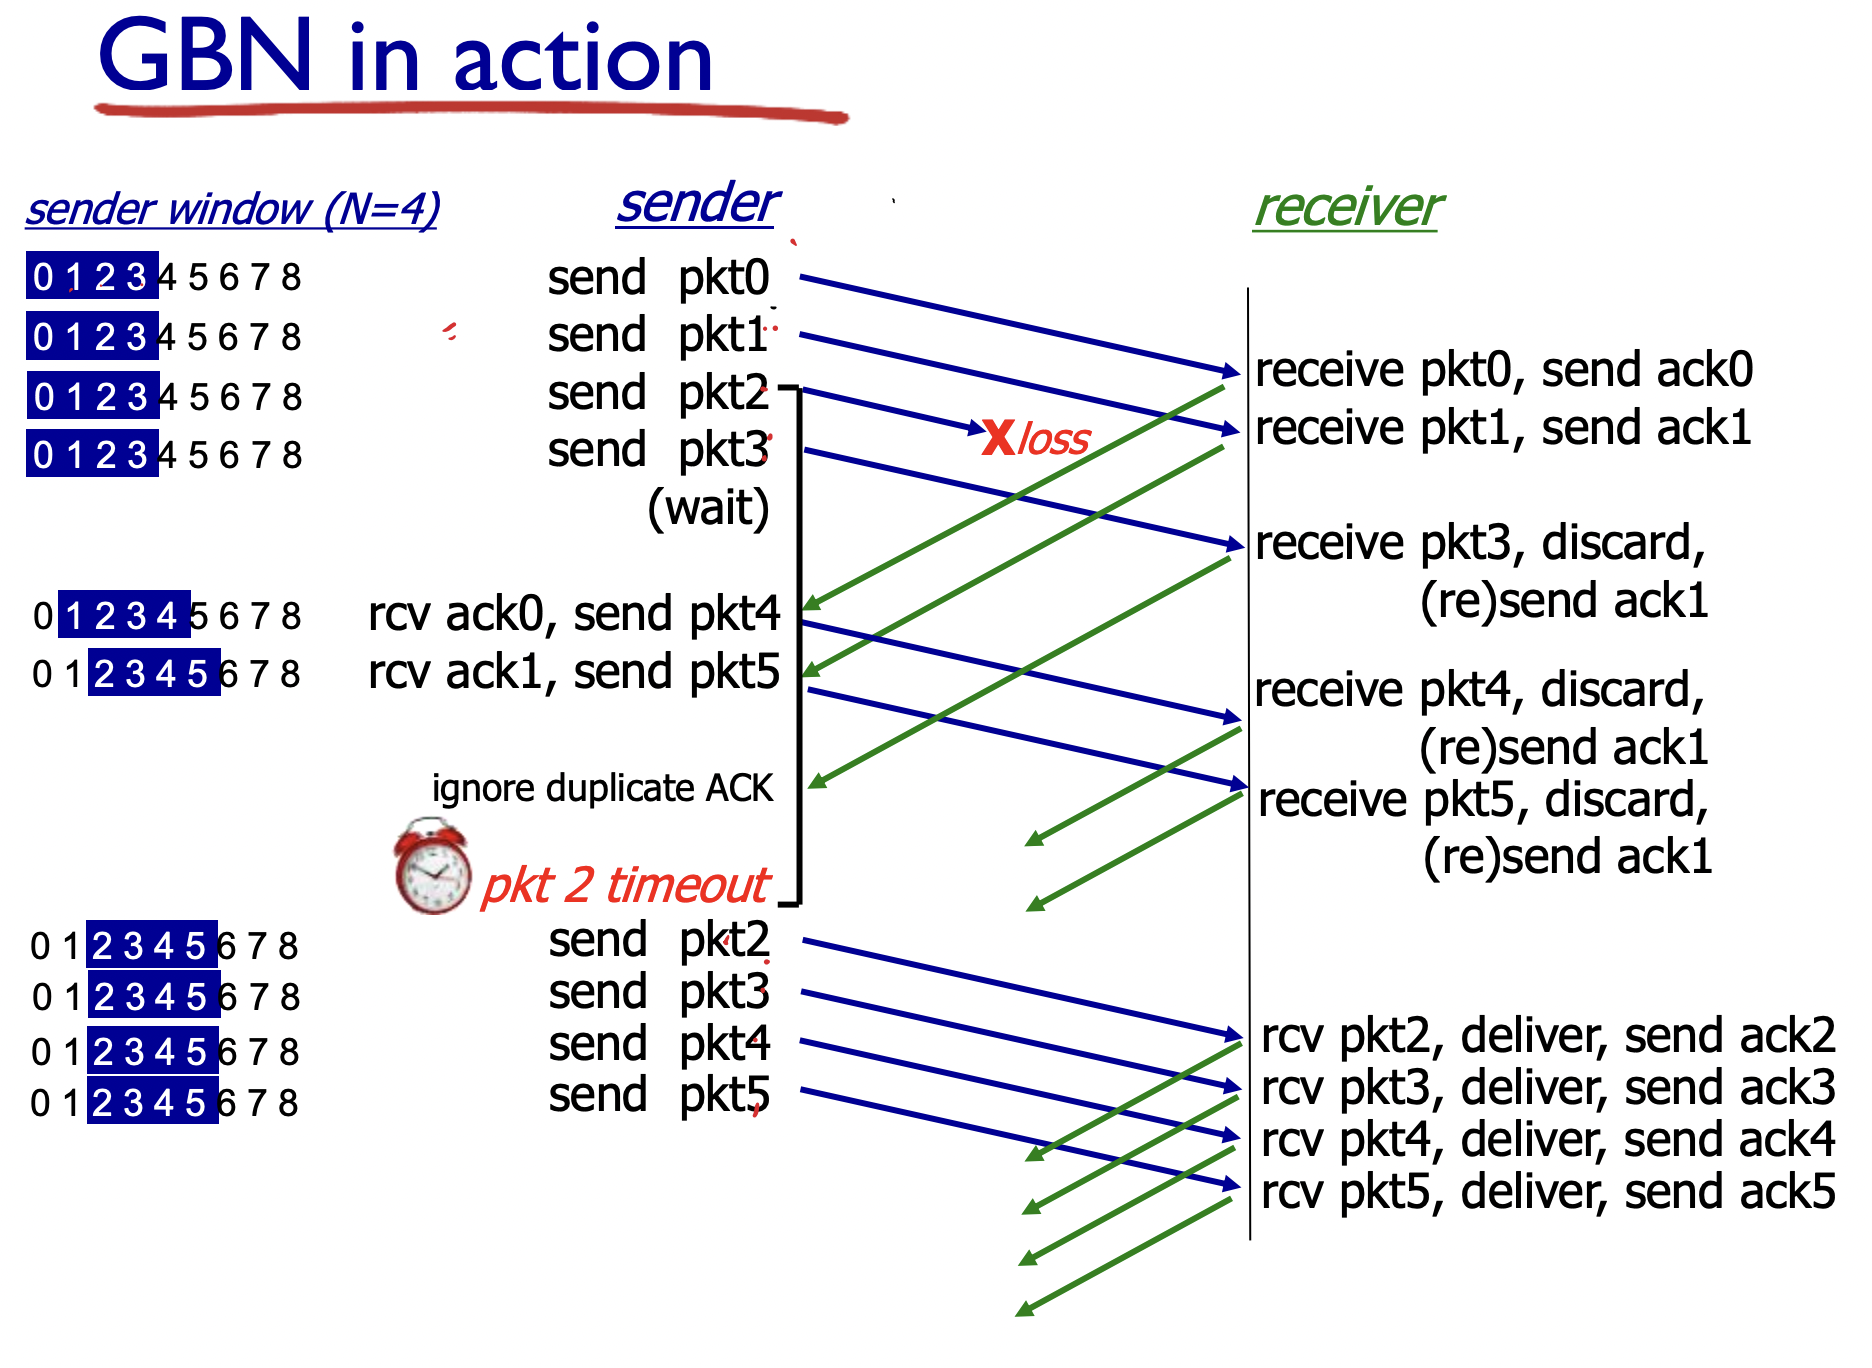 GBN in action
sender window (N=4)
sender
receiver
0 1 2 3 4 5 6 7 8
send pkt0
0 1 2 3 4 5 6 7 8
send pkt1
0 1 2 3 4 5 6 7 8
send pkt2
0 1 2 3 4 5 6 7 8
send pkt3
(wait)
X loss
receive pkt0, send ack0
receive pkt1, send ack1
receive pkt3, discard,
(re)send ack1
0 1 2 3 4 5 6 7 8
rcv ack0, send pkt4
0 1 2 3 4 5 6 7 8
rcv ack1, send pkt5
receive pkt4, discard,
(re)send ack1
receive pkt5, discard,
(re)send ack1
ignore duplicate ACK
pkt 2 timeout
0 1 2 3 4 5 6 7 8
send pkt2
0 1 2 3 4 5 6 7 8
send pkt3
0 1 2 3 4 5 6 7 8
send pkt4
0 1 2 3 4 5 6 7 8
send pkt5
rcv pkt2, deliver, send ack2
rcv pkt3, deliver, send ack3
rcv pkt4, deliver, send ack4
rcv pkt5, deliver, send ack5